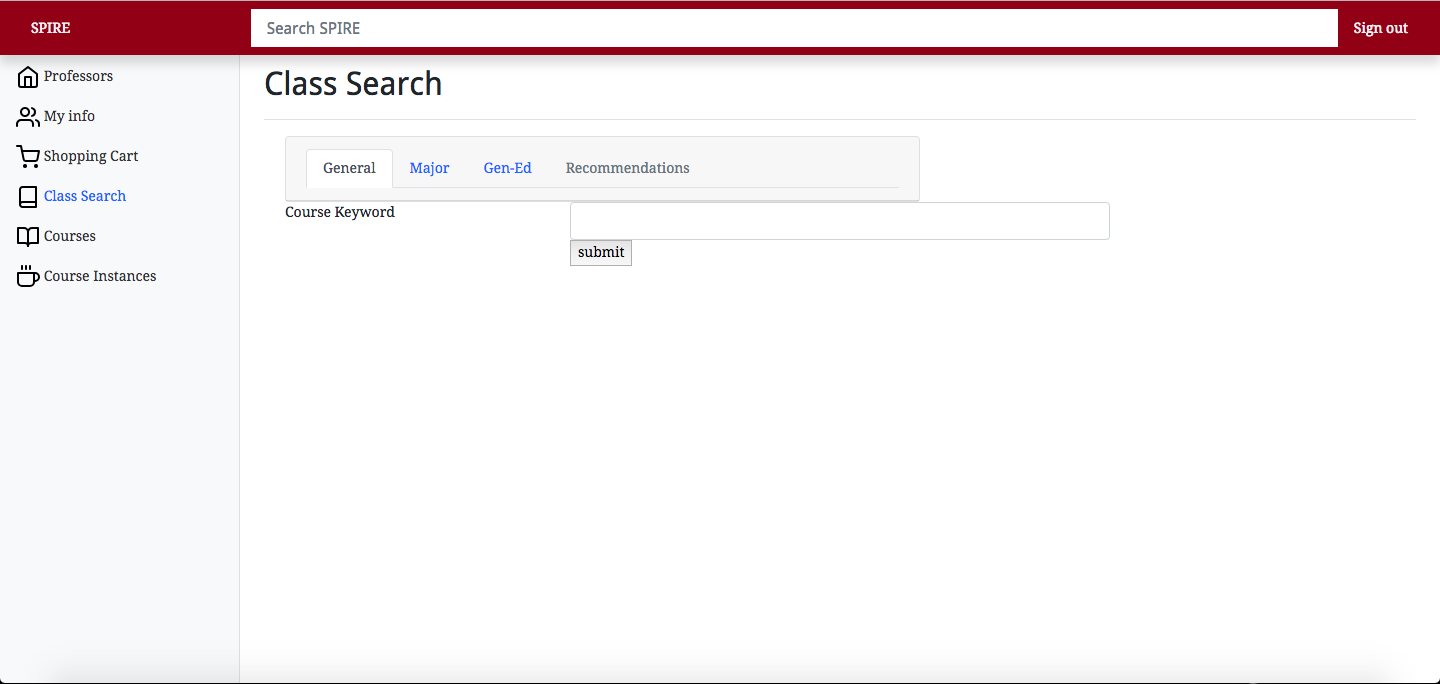 SPIRE Search SPIRE Sign out
Professors
My info
Shopping Cart
Class Search
Courses
Course Instances
Class Search
General Major Gen-Ed Recommendations
Course Keyword
submit